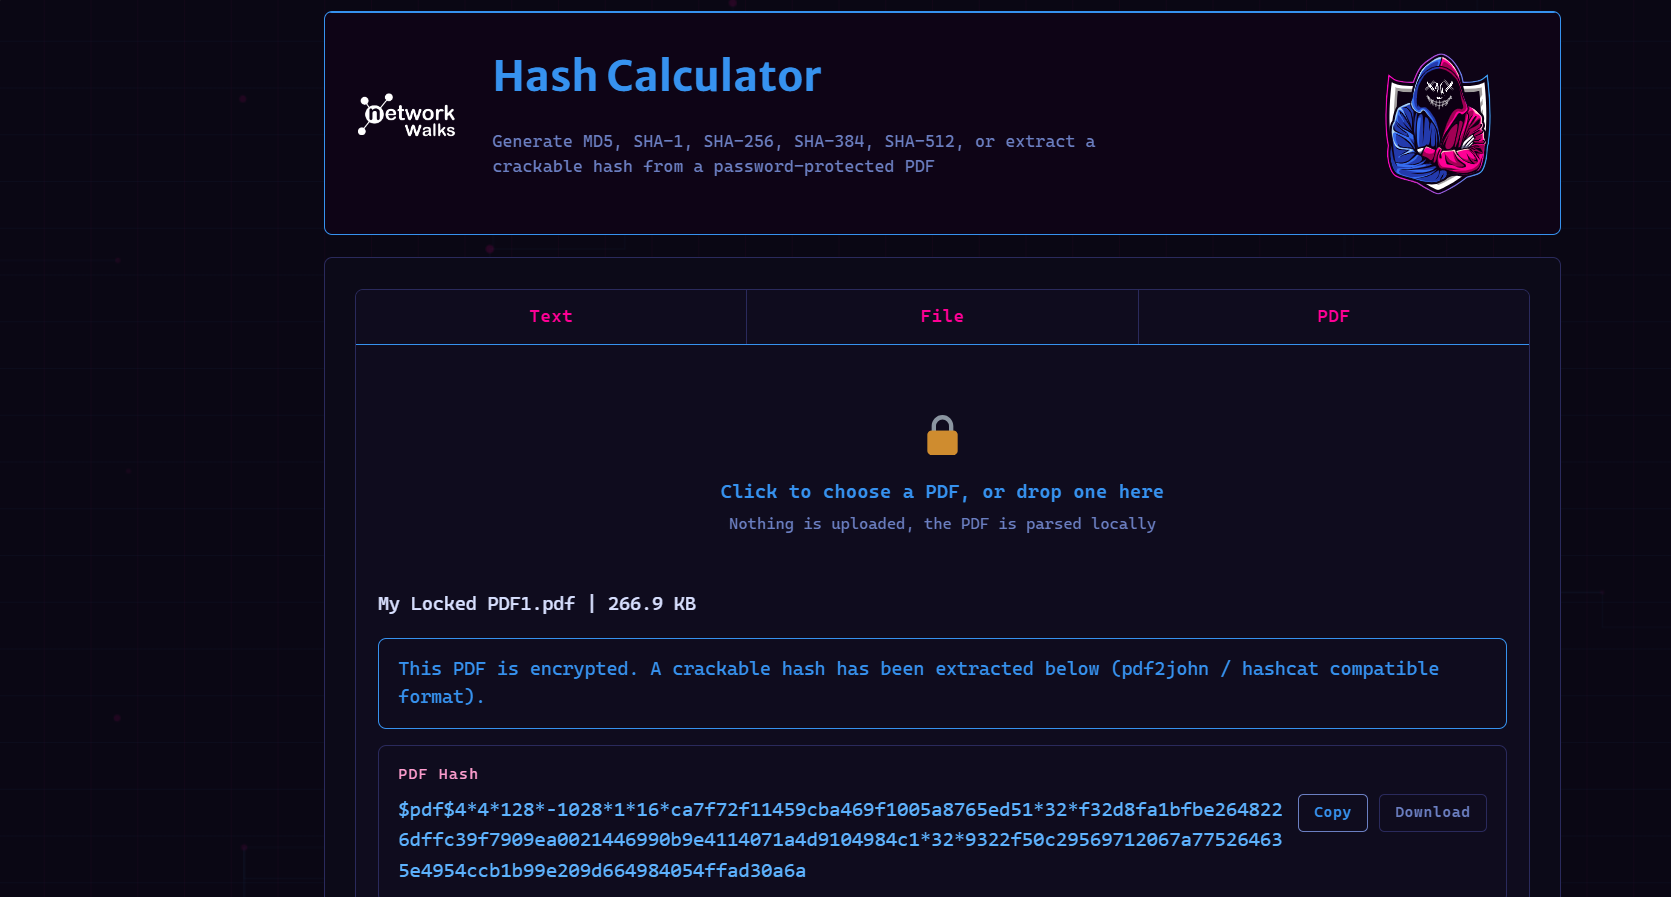 network
Walks
Hash Calculator
Generate MD5, SHA-1, SHA-256, SHA-384, SHA-512, or extract a
crackable hash from a password-protected PDF
Text
File
PDF
Click to choose a PDF, or drop one here
Nothing is uploaded, the PDF is parsed locally
My Locked PDF1.pdf | 266.9 KB
This PDF is encrypted. A crackable hash has been extracted below (pdf2john / hashcat compatible
format).
PDF Hash
$pdf$4*4*128*-1028*1*16*ca7f72f11459cba469f1005a8765ed51*32*f32d8fa1bfbe264822
6dffc39f7909ea0021446990b9e4114071a4d9104984c1*32*9322f50c29569712067a77526463
5e4954ccb1b99e209d664984054ffad30a6a
Copy
Download